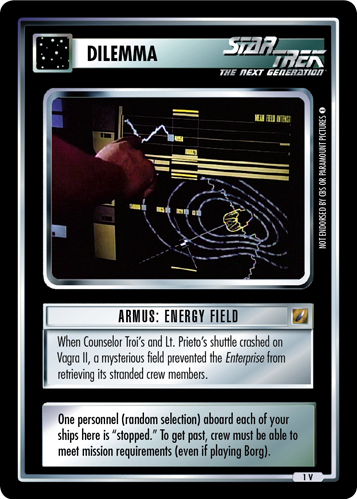 DILEMMA
STAR TREK
THE NEXT GENERATION
MEAN FIELD INTENSI
NOT ENDORSED BY CBS OR PARAMOUNT PICTURES
ARMUS: ENERGY FIELD
When Counselor Troi's and Lt. Prieto's shuttle crashed on
Vagra II, a mysterious field prevented the Enterprise from
retrieving its stranded crew members.
One personnel (random selection) aboard each of your
ships here is "stopped." To get past, crew must be able to
meet mission requirements (even if playing Borg).
1 V